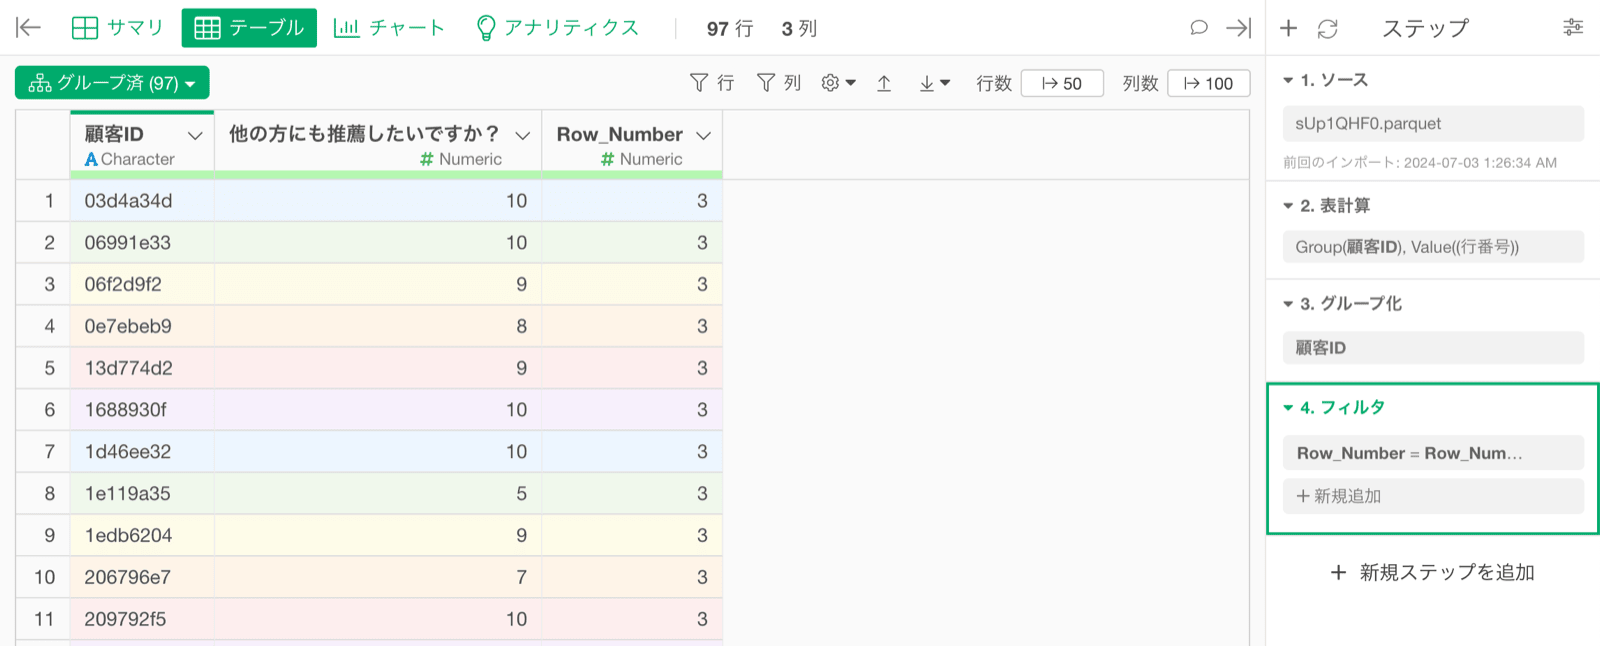 サマリ テーブル チャート アナリティクス 97 行 3 列
グループ済 (97) 行 列 行数 50 列数 100
顧客ID 他の方にも推薦したいですか？ Row_Number
A Character # Numeric # Numeric
1 03d4a34d 10 3
2 06991e33 10 3
3 06f2d9f2 9 3
4 0e7ebeb9 8 3
5 13d774d2 9 3
6 1688930f 10 3
7 1d46ee32 10 3
8 1e119a35 5 3
9 1edb6204 9 3
10 206796e7 7 3
11 209792f5 10 3
ステップ
1. ソース
sUp1QHF0.parquet
前回のインポート: 2024-07-03 1:26:34 AM
2. 表計算
Group(顧客ID), Value((行番号))
3. グループ化
顧客ID
4. フィルタ
Row_Number = Row_Num...
+ 新規追加
+ 新規ステップを追加